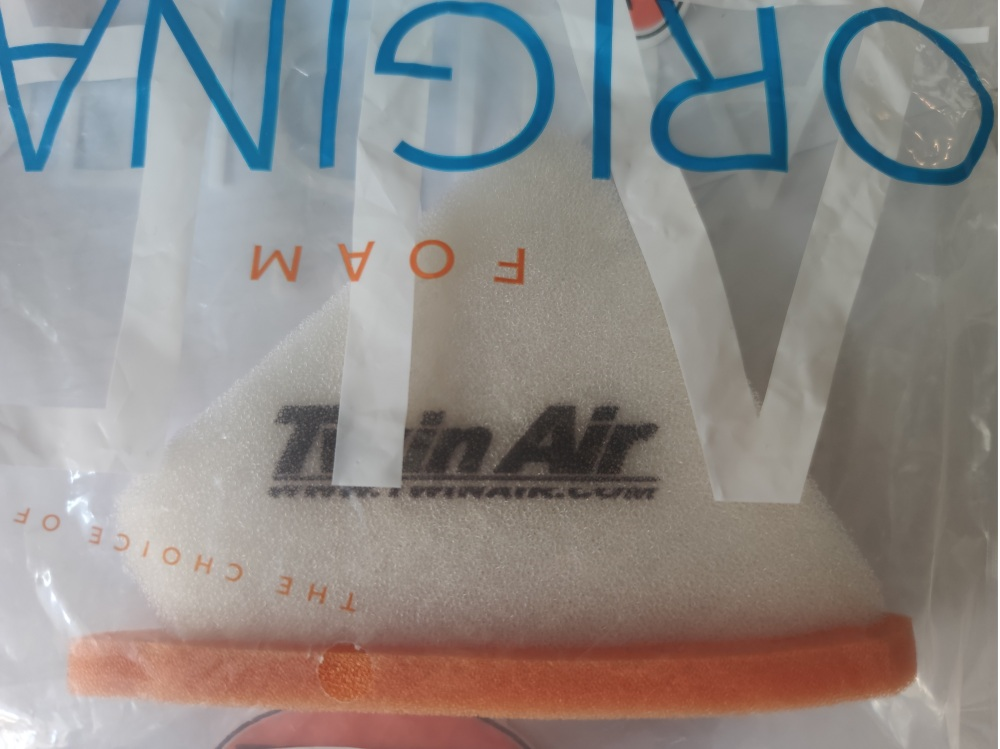 ORIGINA
FOAM
Twin Air
WWW.TWINAIR.COM
THE CHOICE OF